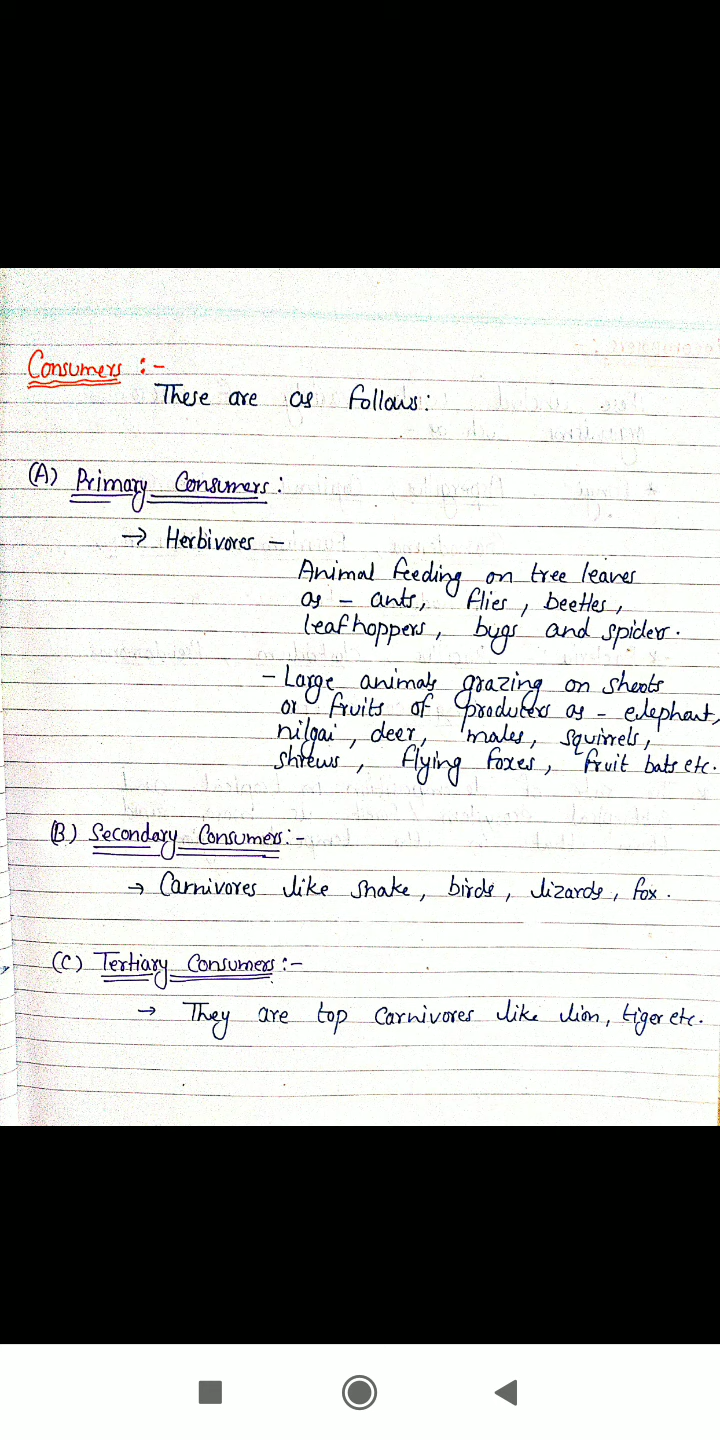 Consumers :-
These are as follows:
(A) Primary Consumers:
→ Herbivores -
Animal feeding on tree leaves
as - ants, flies, beetles,
leafhoppers, bugs and spider.
- Large animals grazing on shoots
or fruits of producers as - elephant,
nilgai, deer, moles, squirrels,
shrews, flying foxes, fruit bats etc.
(B) Secondary Consumers:-
→ Carnivores like snake, birds, lizards, fox.
(C) Tertiary Consumers:-
→ They are top carnivores like lion, tiger etc.